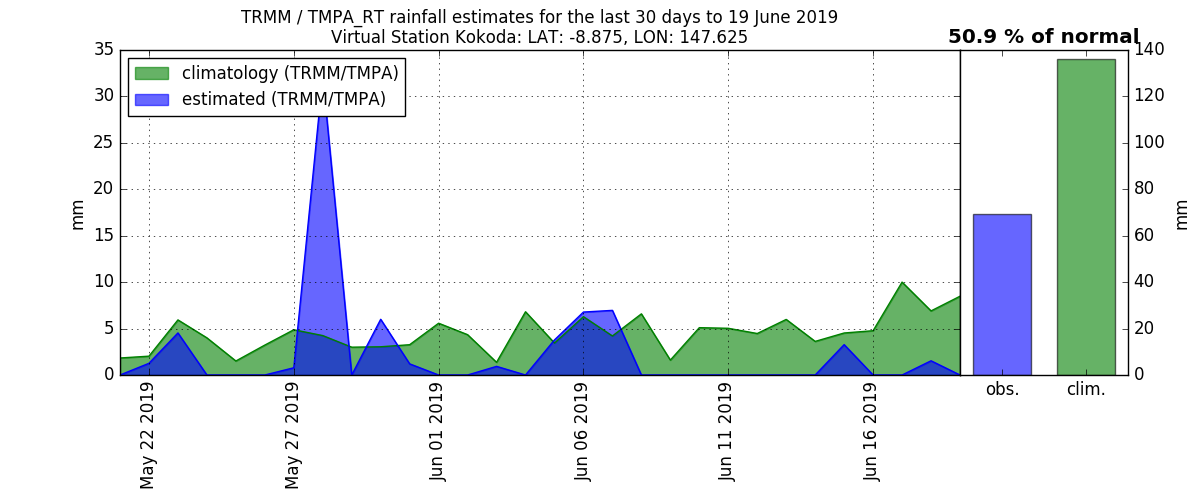 TRMM / TMPA_RT rainfall estimates for the last 30 days to 19 June 2019
Virtual Station Kokoda: LAT: -8.875, LON: 147.625
50.9 % of normal
climatology (TRMM/TMPA)
estimated (TRMM/TMPA)
35
30
25
20
15
10
5
0
mm
May 22 2019
May 27 2019
Jun 01 2019
Jun 06 2019
Jun 11 2019
Jun 16 2019
140
120
100
80
60
40
20
0
mm
obs.
clim.